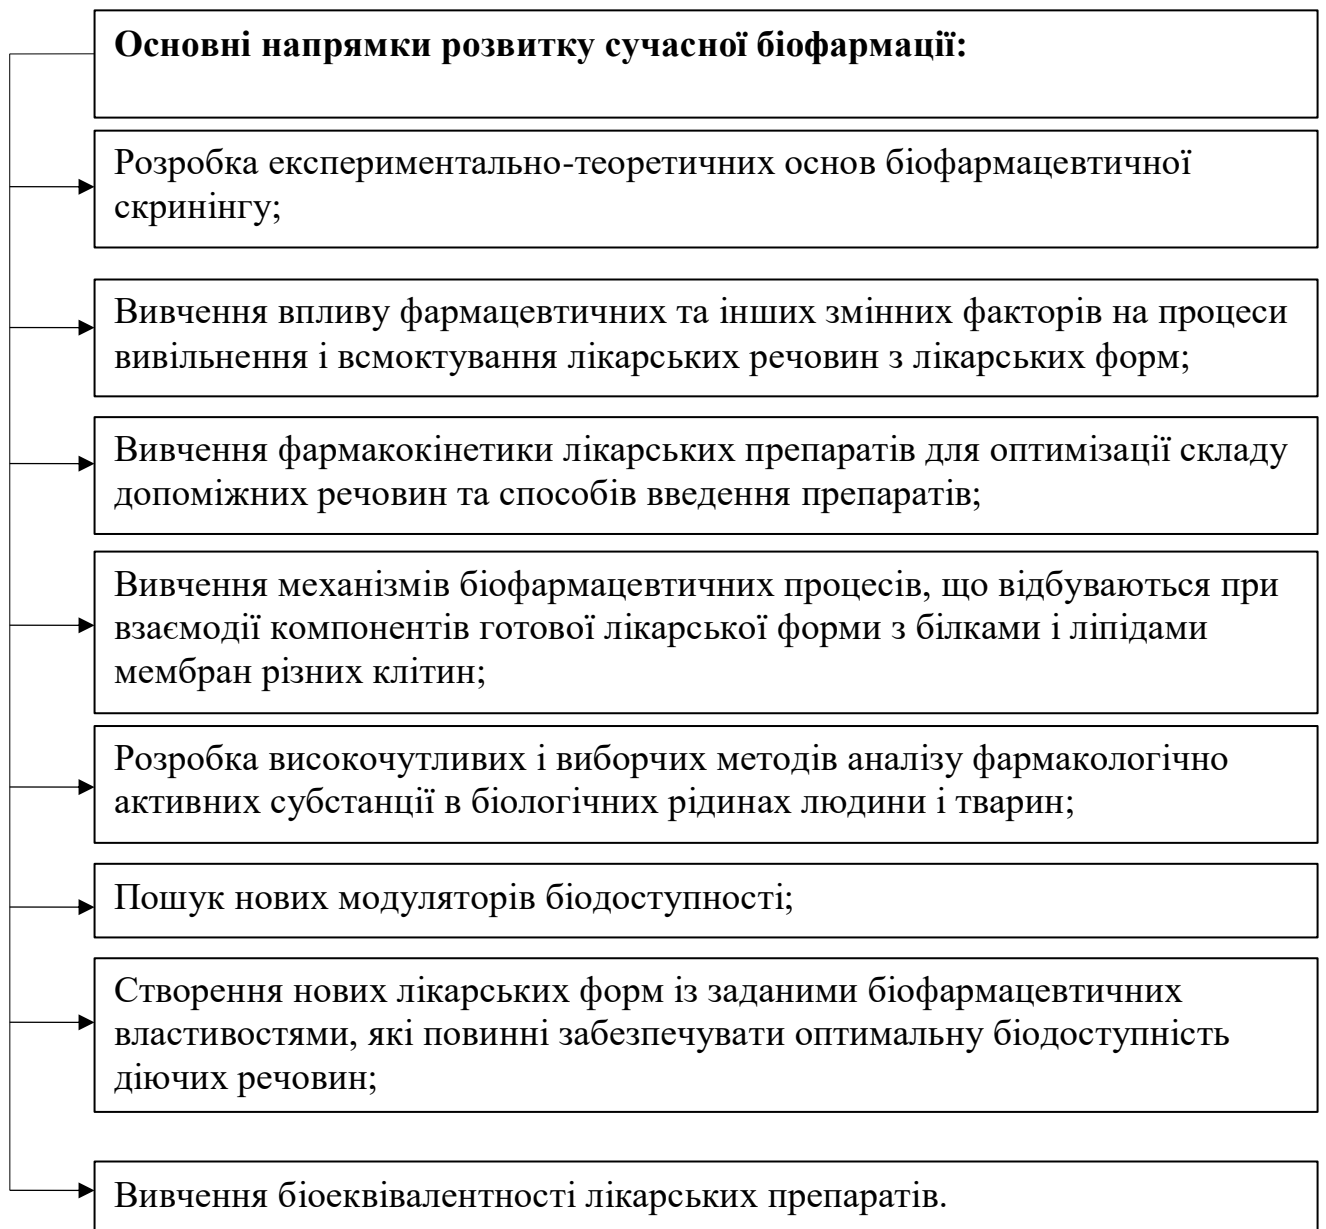 Основні напрямки розвитку сучасної біофармації:
Розробка експериментально-теоретичних основ біофармацевтичної
скринінгу;
Вивчення впливу фармацевтичних та інших змінних факторів на процеси
вивільнення і всмоктування лікарських речовин з лікарських форм;
Вивчення фармакокінетики лікарських препаратів для оптимізації складу
допоміжних речовин та способів введення препаратів;
Вивчення механізмів біофармацевтичних процесів, що відбуваються при
взаємодії компонентів готової лікарської форми з білками і ліпідами
мембран різних клітин;
Розробка високочутливих і виборчих методів аналізу фармакологічно
активних субстанції в біологічних рідинах людини і тварин;
Пошук нових модуляторів біодоступності;
Створення нових лікарських форм із заданими біофармацевтичних
властивостями, які повинні забезпечувати оптимальну біодоступність
діючих речовин;
Вивчення біоеквівалентності лікарських препаратів.